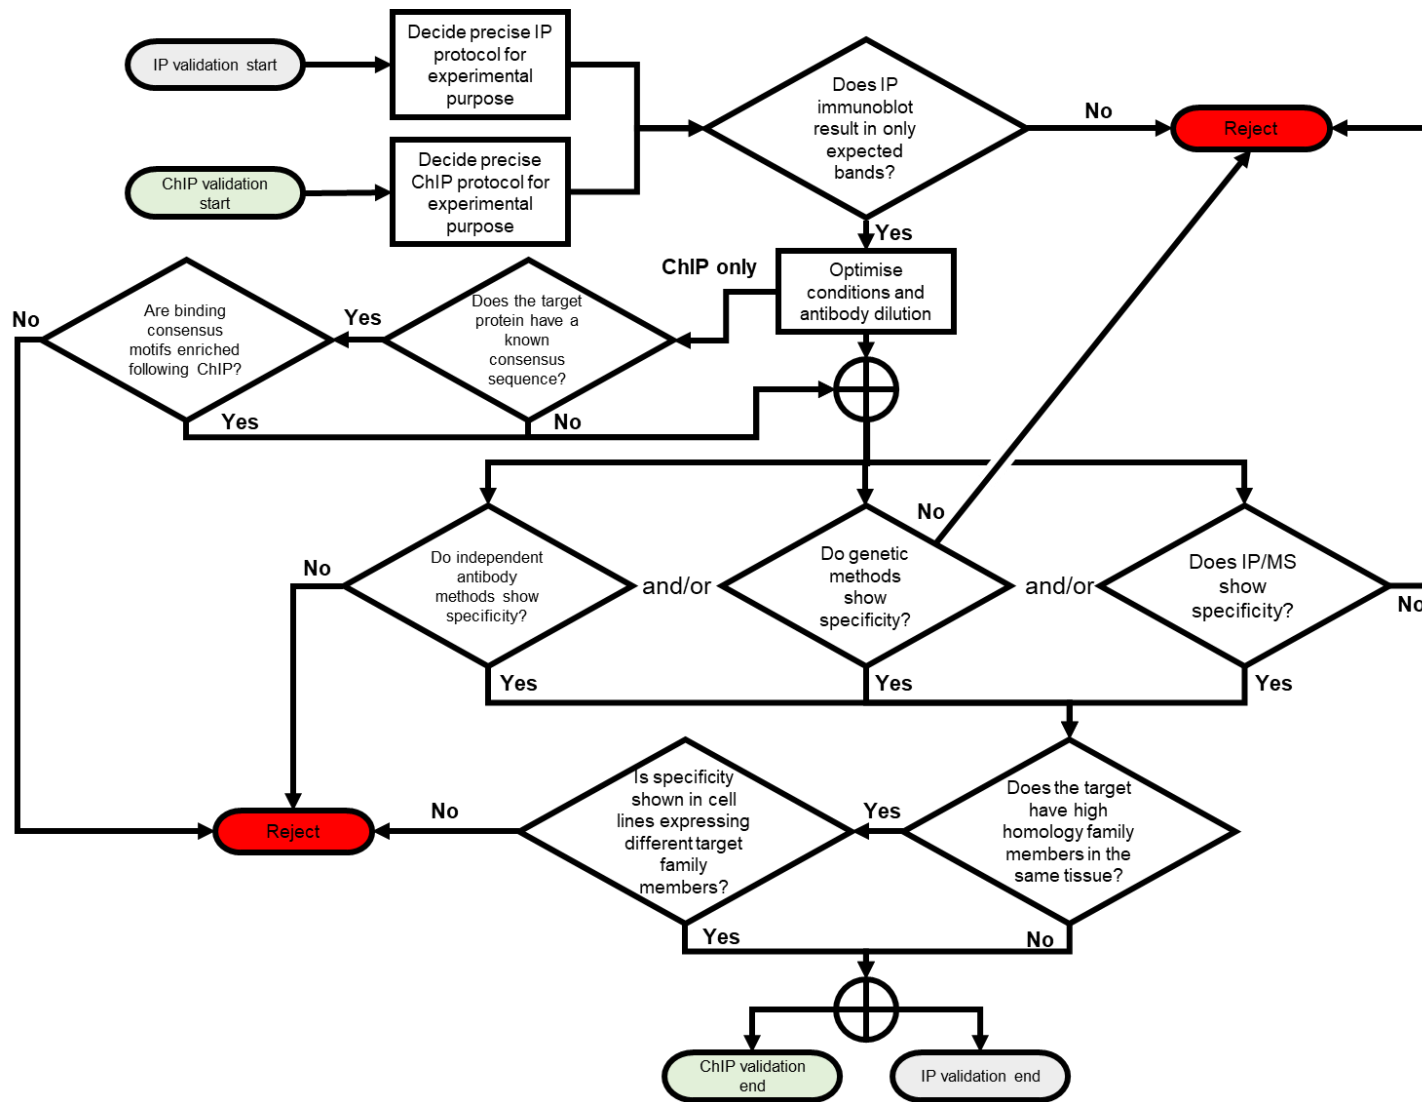 IP validation start
Decide precise IP
protocol for
experimental
purpose
ChIP validation
start
Decide precise
ChIP protocol for
experimental
purpose
Does IP
immunoblot
result in only
expected
bands?
No
Reject
Yes
ChIP only
Optimise
conditions and
antibody dilution
Does the target
protein have a
known
consensus
sequence?
Yes
No
Are binding
consensus
motifs enriched
following ChIP?
No
Yes
Do independent
antibody
methods show
specificity?
No
Yes
and/or
Do genetic
methods
show
specificity?
No
Yes
and/or
Does IP/MS
show
specificity?
No
Yes
Does the target
have high
homology family
members in the
same tissue?
Yes
No
Is specificity
shown in cell
lines expressing
different target
family
members?
No
Yes
Reject
ChIP validation
end
IP validation end